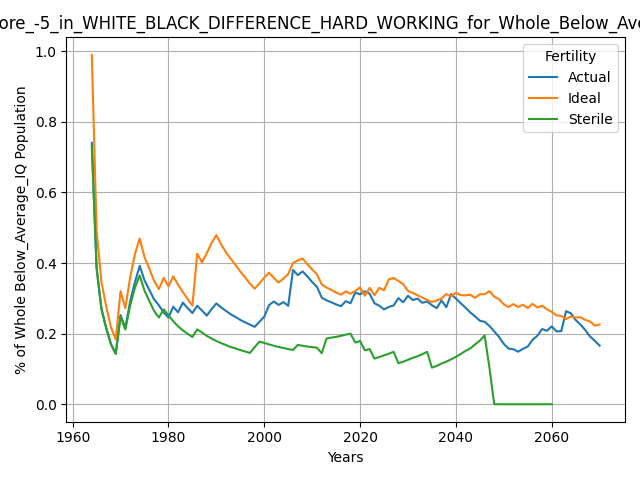 ore_-5_in_WHITE_BLACK_DIFFERENCE_HARD_WORKING_for_Whole_Below_Ave
Fertility
Actual
Ideal
Sterile
% of Whole Below_Average_IQ Population
1.0
0.8
0.6
0.4
0.2
0.0
1960 1980 2000 2020 2040 2060
Years